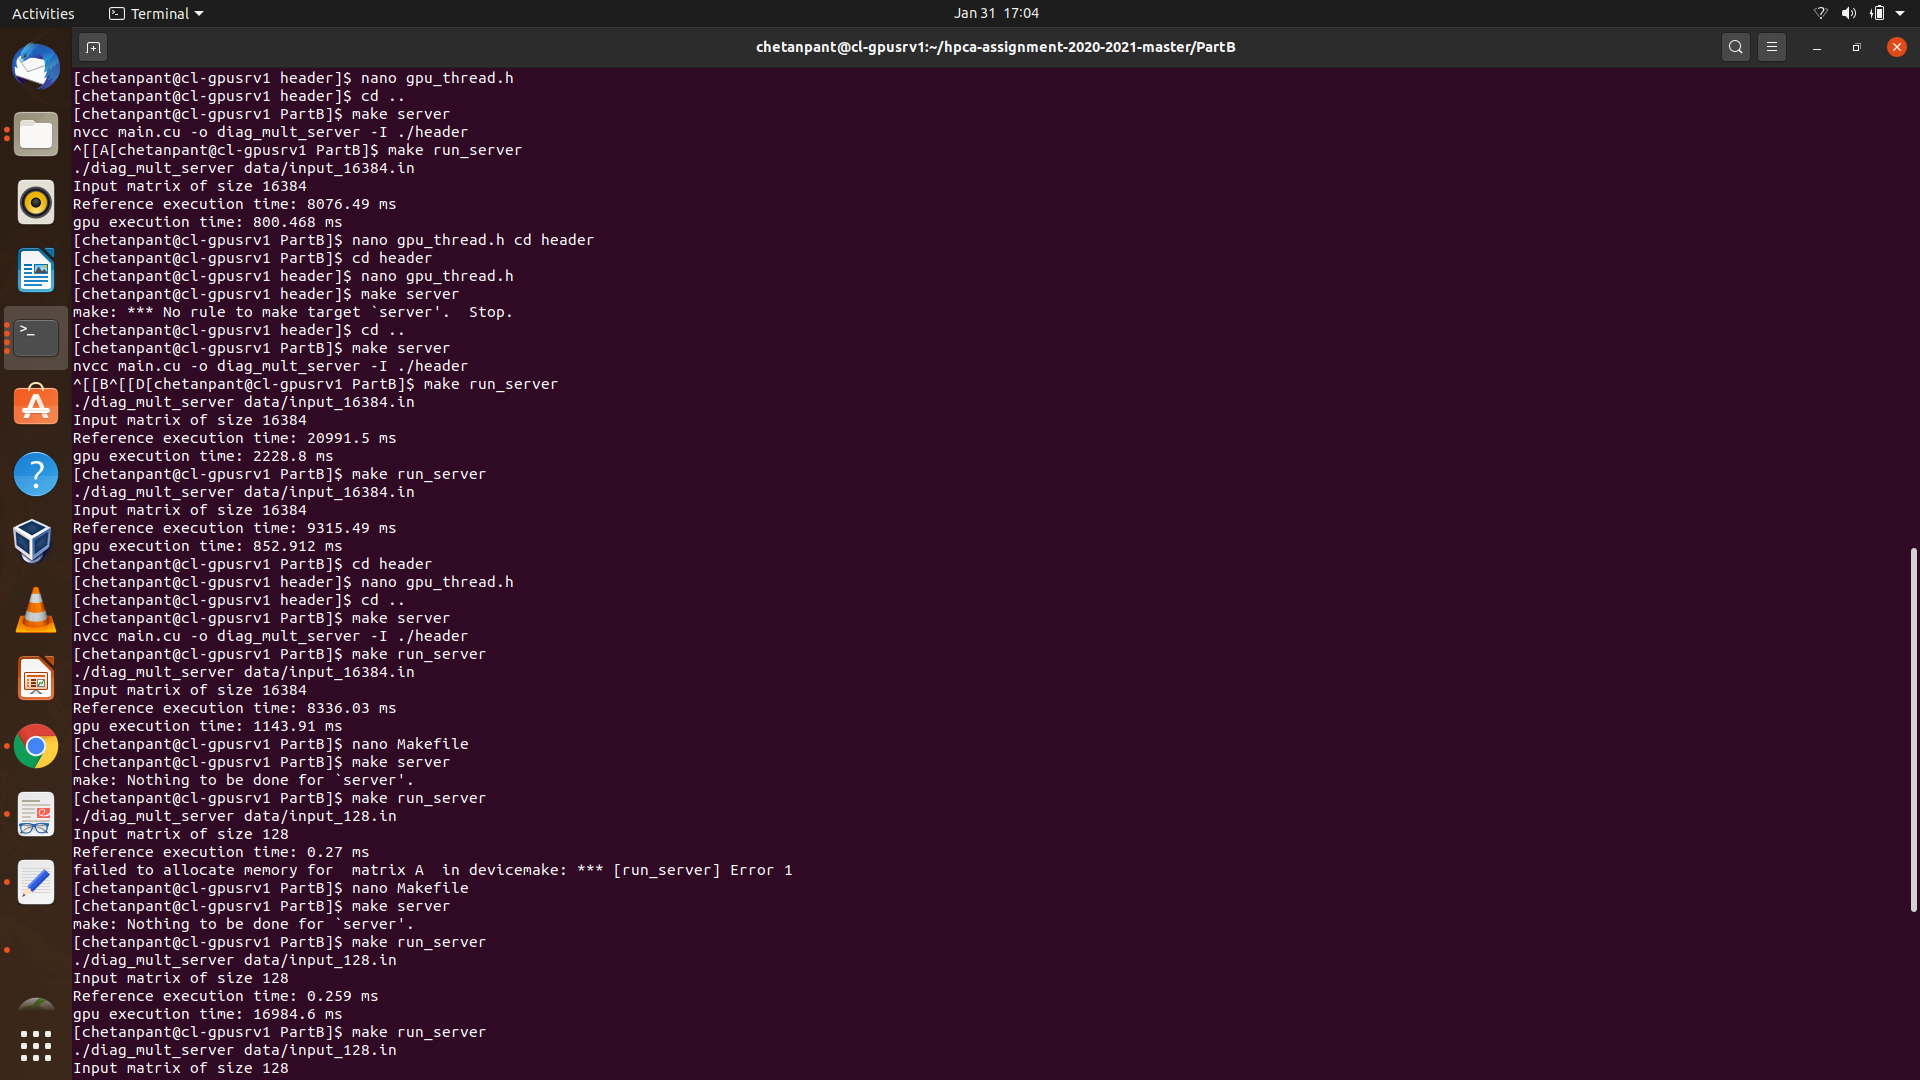 Activities
Terminal
Jan 31 17:04
chetanpant@cl-gpusrv1:~/hpca-assignment-2020-2021-master/PartB
[chetanpant@cl-gpusrv1 header]$ nano gpu_thread.h
[chetanpant@cl-gpusrv1 header]$ cd ..
[chetanpant@cl-gpusrv1 PartB]$ make server
nvcc main.cu -o diag_mult_server -I ./header
^[[A[chetanpant@cl-gpusrv1 PartB]$ make run_server
./diag_mult_server data/input_16384.in
Input matrix of size 16384
Reference execution time: 8076.49 ms
gpu execution time: 800.468 ms
[chetanpant@cl-gpusrv1 PartB]$ nano gpu_thread.h cd header
[chetanpant@cl-gpusrv1 PartB]$ cd header
[chetanpant@cl-gpusrv1 header]$ nano gpu_thread.h
[chetanpant@cl-gpusrv1 header]$ make server
make: *** No rule to make target `server'.  Stop.
[chetanpant@cl-gpusrv1 header]$ cd ..
[chetanpant@cl-gpusrv1 PartB]$ make server
nvcc main.cu -o diag_mult_server -I ./header
^[[B^[[D[chetanpant@cl-gpusrv1 PartB]$ make run_server
./diag_mult_server data/input_16384.in
Input matrix of size 16384
Reference execution time: 20991.5 ms
gpu execution time: 2228.8 ms
[chetanpant@cl-gpusrv1 PartB]$ make run_server
./diag_mult_server data/input_16384.in
Input matrix of size 16384
Reference execution time: 9315.49 ms
gpu execution time: 852.912 ms
[chetanpant@cl-gpusrv1 PartB]$ cd header
[chetanpant@cl-gpusrv1 header]$ nano gpu_thread.h
[chetanpant@cl-gpusrv1 header]$ cd ..
[chetanpant@cl-gpusrv1 PartB]$ make server
nvcc main.cu -o diag_mult_server -I ./header
[chetanpant@cl-gpusrv1 PartB]$ make run_server
./diag_mult_server data/input_16384.in
Input matrix of size 16384
Reference execution time: 8336.03 ms
gpu execution time: 1143.91 ms
[chetanpant@cl-gpusrv1 PartB]$ nano Makefile
[chetanpant@cl-gpusrv1 PartB]$ make server
make: Nothing to be done for `server'.
[chetanpant@cl-gpusrv1 PartB]$ make run_server
./diag_mult_server data/input_128.in
Input matrix of size 128
Reference execution time: 0.27 ms
failed to allocate memory for  matrix A  in devicemake: *** [run_server] Error 1
[chetanpant@cl-gpusrv1 PartB]$ nano Makefile
[chetanpant@cl-gpusrv1 PartB]$ make server
make: Nothing to be done for `server'.
[chetanpant@cl-gpusrv1 PartB]$ make run_server
./diag_mult_server data/input_128.in
Input matrix of size 128
Reference execution time: 0.259 ms
gpu execution time: 16984.6 ms
[chetanpant@cl-gpusrv1 PartB]$ make run_server
./diag_mult_server data/input_128.in
Input matrix of size 128